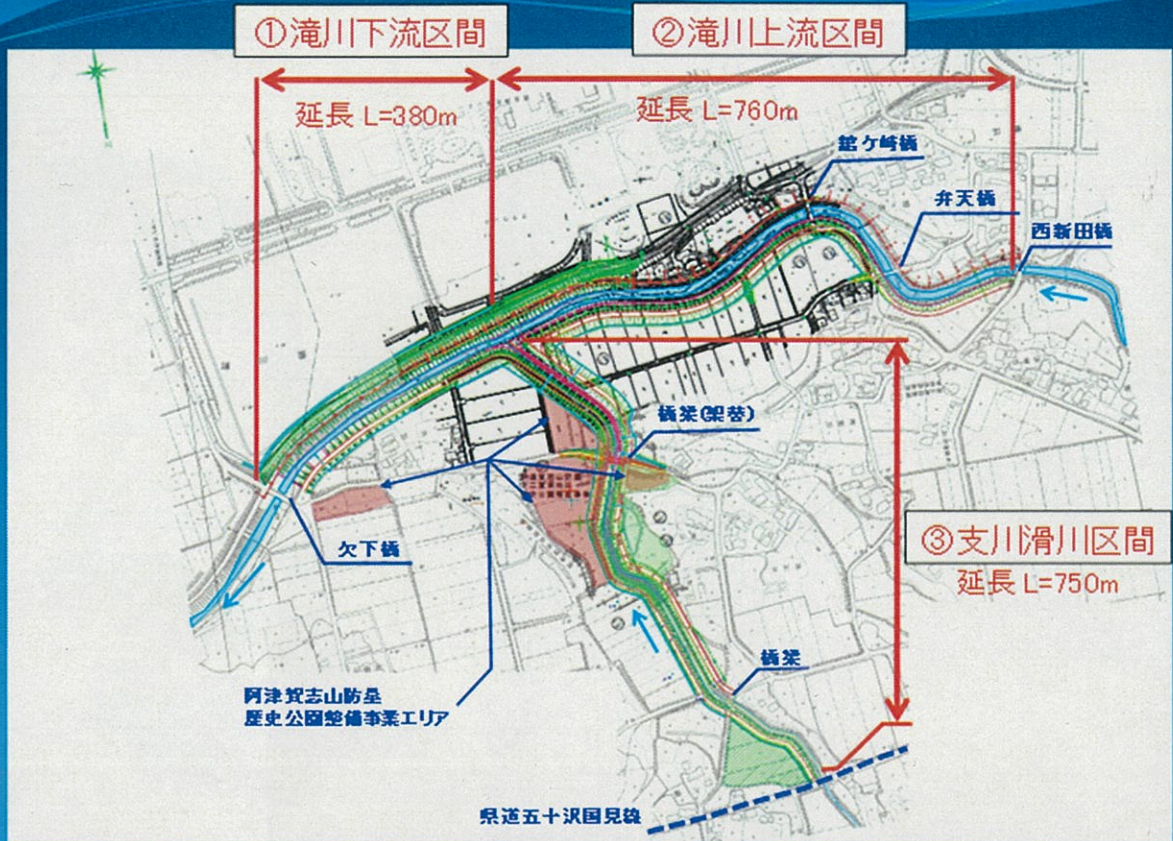 ①滝川下流区間
②滝川上流区間
延長 L=380m
延長 L=760m
舘ケ崎橋
弁天橋
西新田橋
橋梁(架替)
欠下橋
③支川滑川区間
延長 L=750m
橋梁
阿津賀志山防塁
歴史公園整備事業エリア
県道五十沢国見線